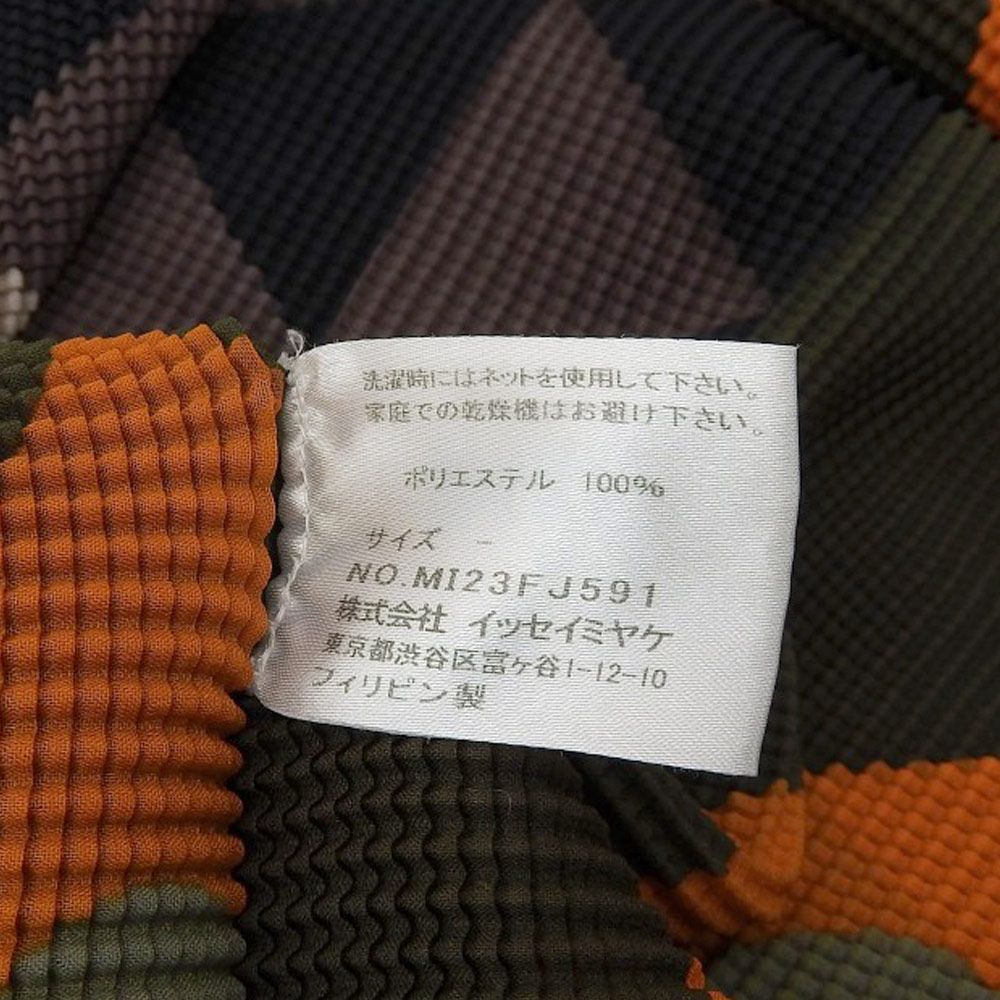 洗濯時にはネットを使用して下さい。
家庭での乾燥機はお避け下さい。
ポリエステル 100%
サイズ -
NO.MI23FJ591
株式会社 イッセイミヤケ
東京都渋谷区富ヶ谷1-12-10
フィリピン製